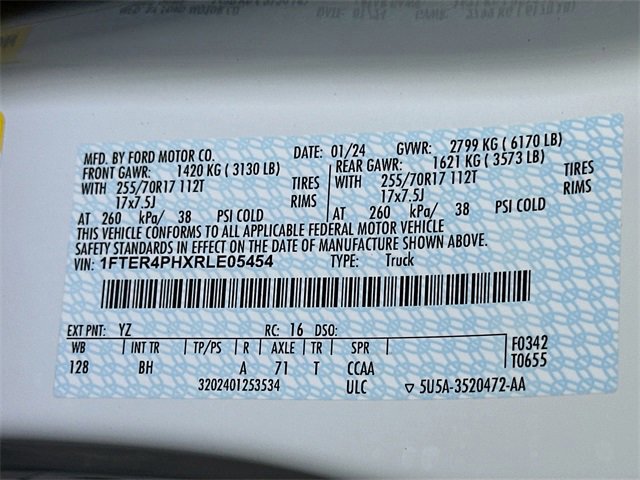 MFD. BY FORD MOTOR CO. DATE: 01/24 GVWR: 2799 KG ( 6170 LB)
FRONT GAWR: 1420 KG ( 3130 LB) REAR GAWR: 1621 KG ( 3573 LB)
WITH 255/70R17 112T TIRES WITH 255/70R17 112T TIRES
17x7.5J RIMS 17x7.5J RIMS
AT 260 kPa/ 38 PSI COLD AT 260 kPa/ 38 PSI COLD
THIS VEHICLE CONFORMS TO ALL APPLICABLE FEDERAL MOTOR VEHICLE
SAFETY STANDARDS IN EFFECT ON THE DATE OF MANUFACTURE SHOWN ABOVE.
VIN: 1FTER4PHXRLE05454 TYPE: Truck
EXT PNT: YZ RC: 16 DSO: F0342
WB INT TR TP/PS R AXLE TR SPR T0655
128 BH A 71 T CCAA
3202401253534 ULC ▽ 5U5A-3520472-AA